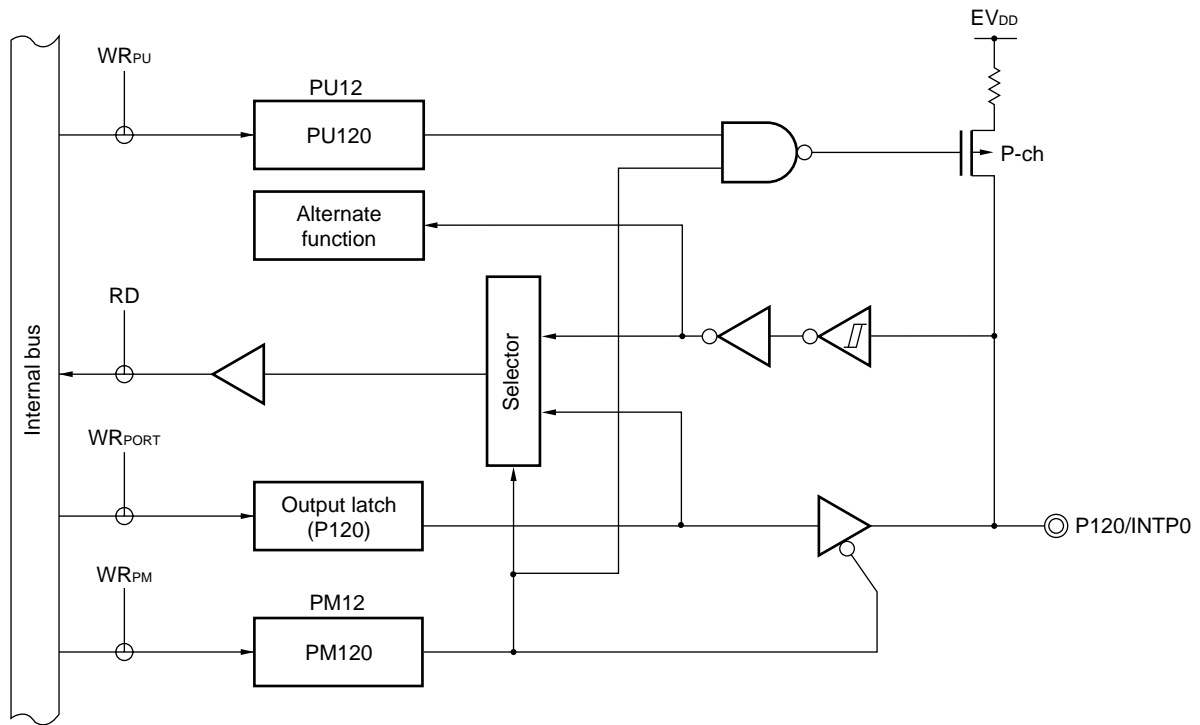 EVDD
WRPU
PU12
PU120
P-ch
Alternate
function
RD
Selector
Internal bus
WRPORT
Output latch
(P120)
P120/INTP0
WRPM
PM12
PM120